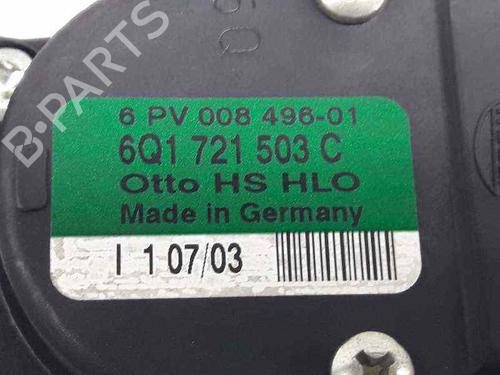 B-PARTS
6 PV 008 496-01
6Q1 721 503 C
Otto HS HLO
Made in Germany
I 1 07/03